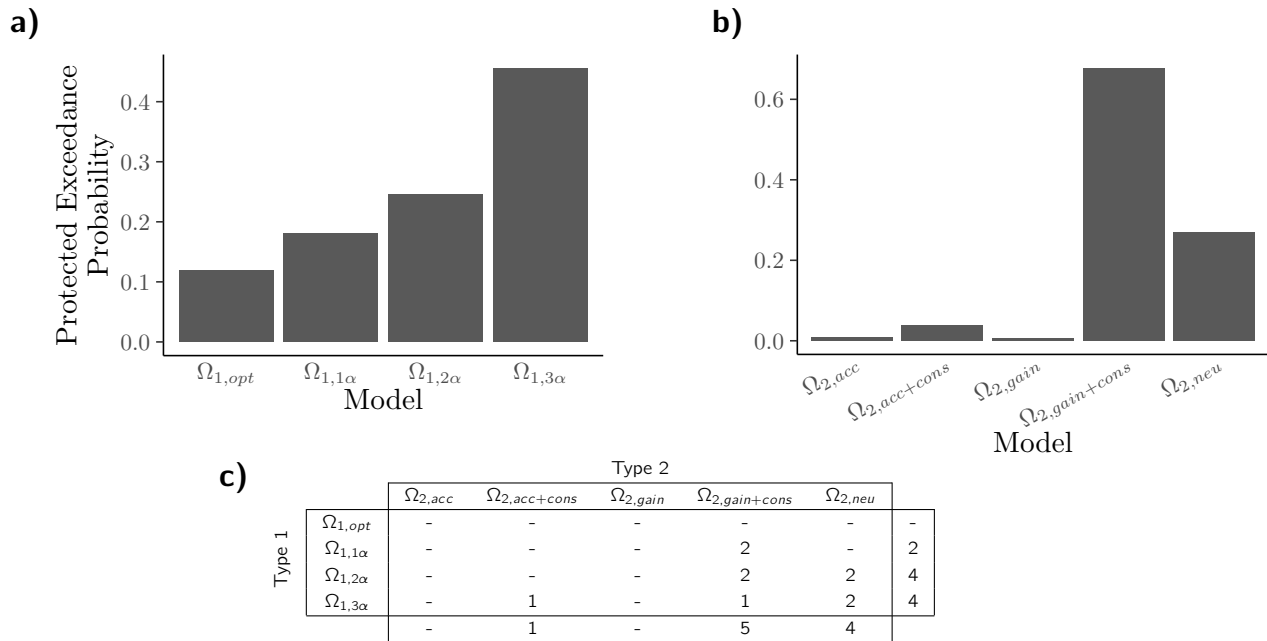 a)
Protected Exceedance
Probability
0.4
0.3
0.2
0.1
0.0
Ω1,opt Ω1,1α Ω1,2α Ω1,3α
Model
b)
0.6
0.4
0.2
0.0
Ω2,acc Ω2,acc+cons Ω2,gain Ω2,gain+cons Ω2,neu
Model
c)
Type 2
Ω2,acc Ω2,acc+cons Ω2,gain Ω2,gain+cons Ω2,neu
Type 1
Ω1,opt - - - - - -
Ω1,1α - - - 2 - 2
Ω1,2α - - - 2 2 4
Ω1,3α - 1 - 1 2 4
- 1 - 5 4